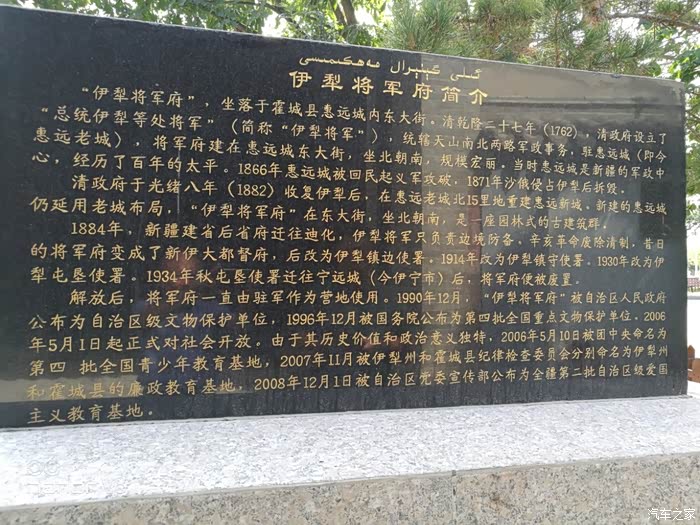 ئىلى گېنېرال مەھكىمىسى
伊犁将军府简介
“伊犁将军府”，坐落于霍城县惠远城内东大街。清乾隆二十七年（1762），清政府设立了
“总统伊犁等处将军”（简称“伊犁将军”），统辖天山南北两路军政事务，驻惠远城（即今
惠远老城），将军府建在惠远城东大街，坐北朝南，规模宏丽。当时惠远城是新疆的军政中
心，经历了百年的太平。1866年惠远城被回民起义军攻破，1871年沙俄侵占伊犁后拆毁。
清政府于光绪八年（1882）收复伊犁后，在惠远老城北15里地重建惠远新城。新建的惠远城
仍延用老城布局，“伊犁将军府”在东大街，坐北朝南，是一座园林式的古建筑群。
1884年，新疆建省后省府迁往迪化，伊犁将军只负责边境防备。辛亥革命废除清制，昔日
的将军府变成了新伊大都督府，后改为伊犁镇边使署。1914年改为伊犁镇守使署。1930年改为伊
犁屯垦使署。1934年秋屯垦使署迁往宁远城（今伊宁市）后，将军府便被废置。
解放后，将军府一直由驻军作为营地使用。1990年12月，“伊犁将军府”被自治区人民政府
公布为自治区级文物保护单位，1996年12月被国务院公布为第四批全国重点文物保护单位。2006
年5月1日起正式对社会开放。由于其历史价值和政治意义独特，2006年5月10日被团中央命名为
第四 批全国青少年教育基地，2007年11月被伊犁州和霍城县纪律检查委员会分别命名为伊犁州
和霍城县的廉政教育基地，2008年12月1日被自治区党委宣传部公布为全疆第二批自治区级爱国
主义教育基地。
汽车之家